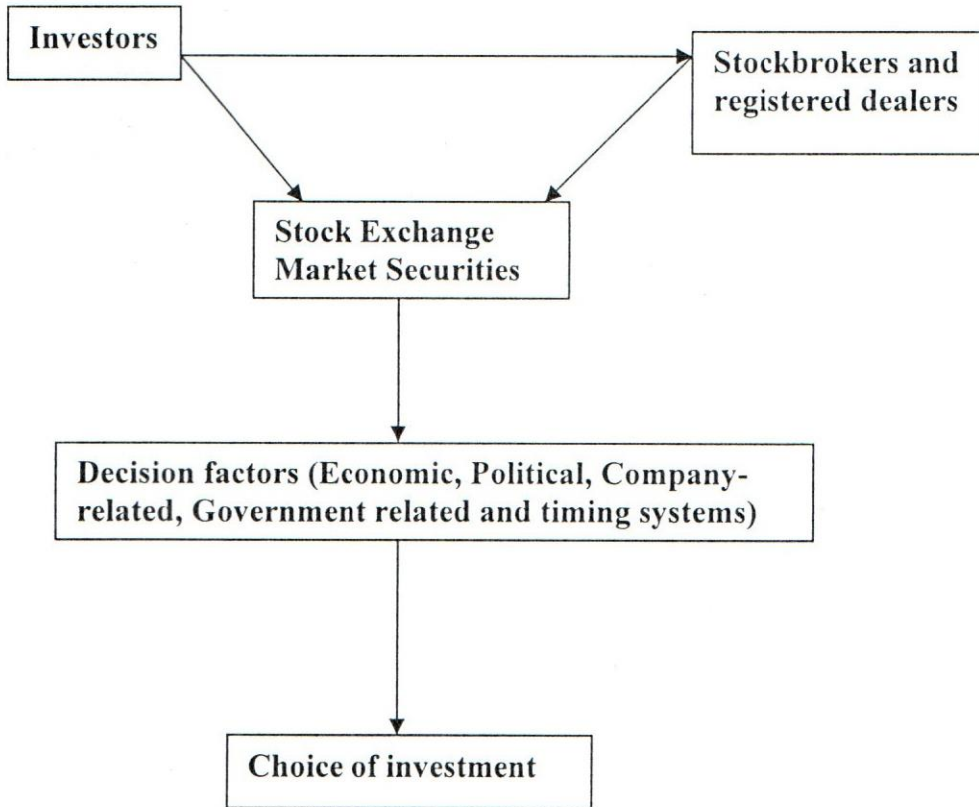 Investors
Stockbrokers and
registered dealers
Stock Exchange
Market Securities
Decision factors (Economic, Political, Company-
related, Government related and timing systems)
Choice of investment